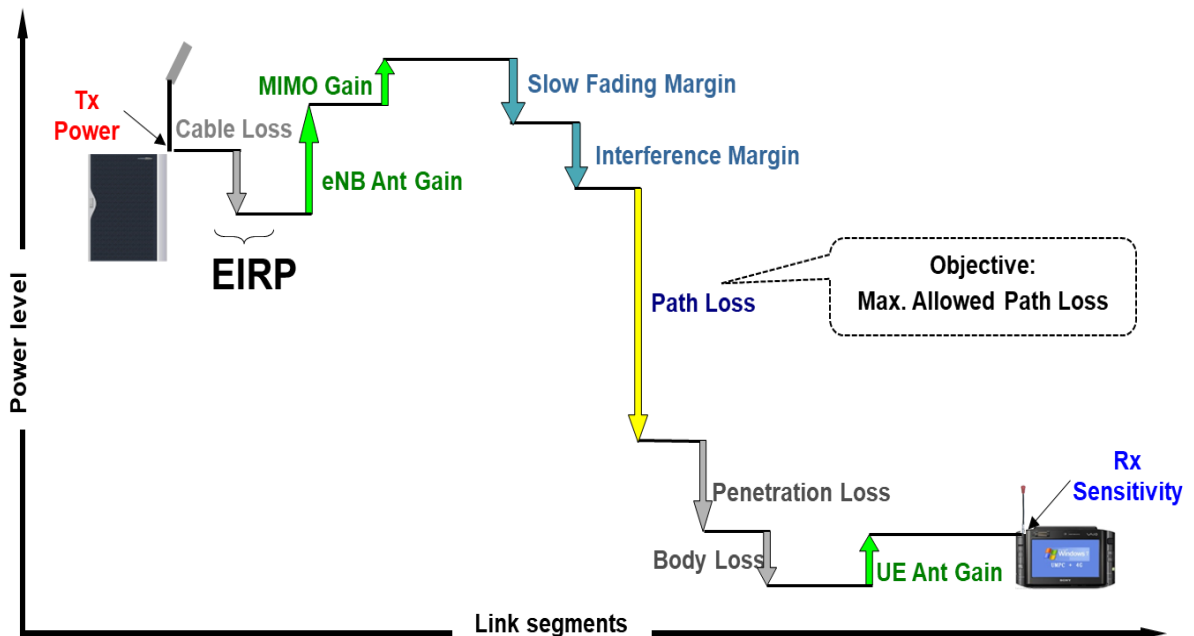 MIMO Gain
Slow Fading Margin
Tx
Power
Cable Loss
Interference Margin
eNB Ant Gain
EIRP
Objective:
Max. Allowed Path Loss
Path Loss
Power level
Rx
Sensitivity
Penetration Loss
Body Loss
UE Ant Gain
Windows
Link segments